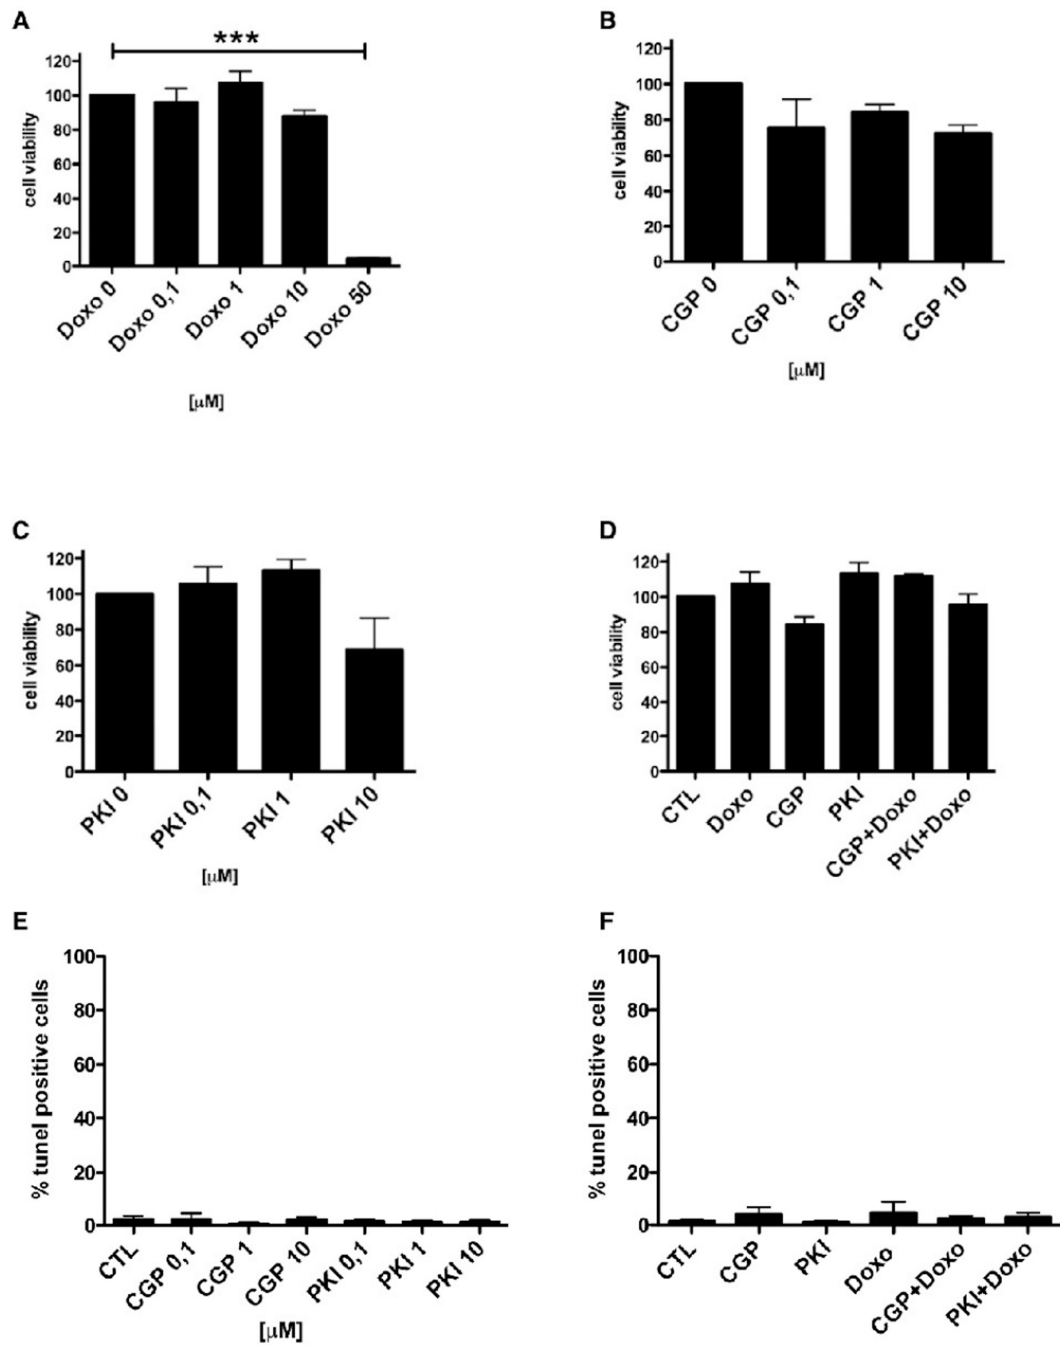 A
***
120
100
80
60
40
20
0
cell viability
Doxo 0
Doxo 0,1
Doxo 1
Doxo 10
Doxo 50
[µM]
B
120
100
80
60
40
20
0
cell viability
CGP 0
CGP 0,1
CGP 1
CGP 10
[µM]
C
120
100
80
60
40
20
0
cell viability
PKI 0
PKI 0,1
PKI 1
PKI 10
[µM]
D
120
100
80
60
40
20
0
cell viability
CTL
Doxo
CGP
PKI
CGP+Doxo
PKI+Doxo
E
100
80
60
40
20
0
% tunel positive cells
CTL
CGP 0,1
CGP 1
CGP 10
PKI 0,1
PKI 1
PKI 10
[µM]
F
100
80
60
40
20
0
% tunel positive cells
CTL
CGP
PKI
Doxo
CGP+Doxo
PKI+Doxo